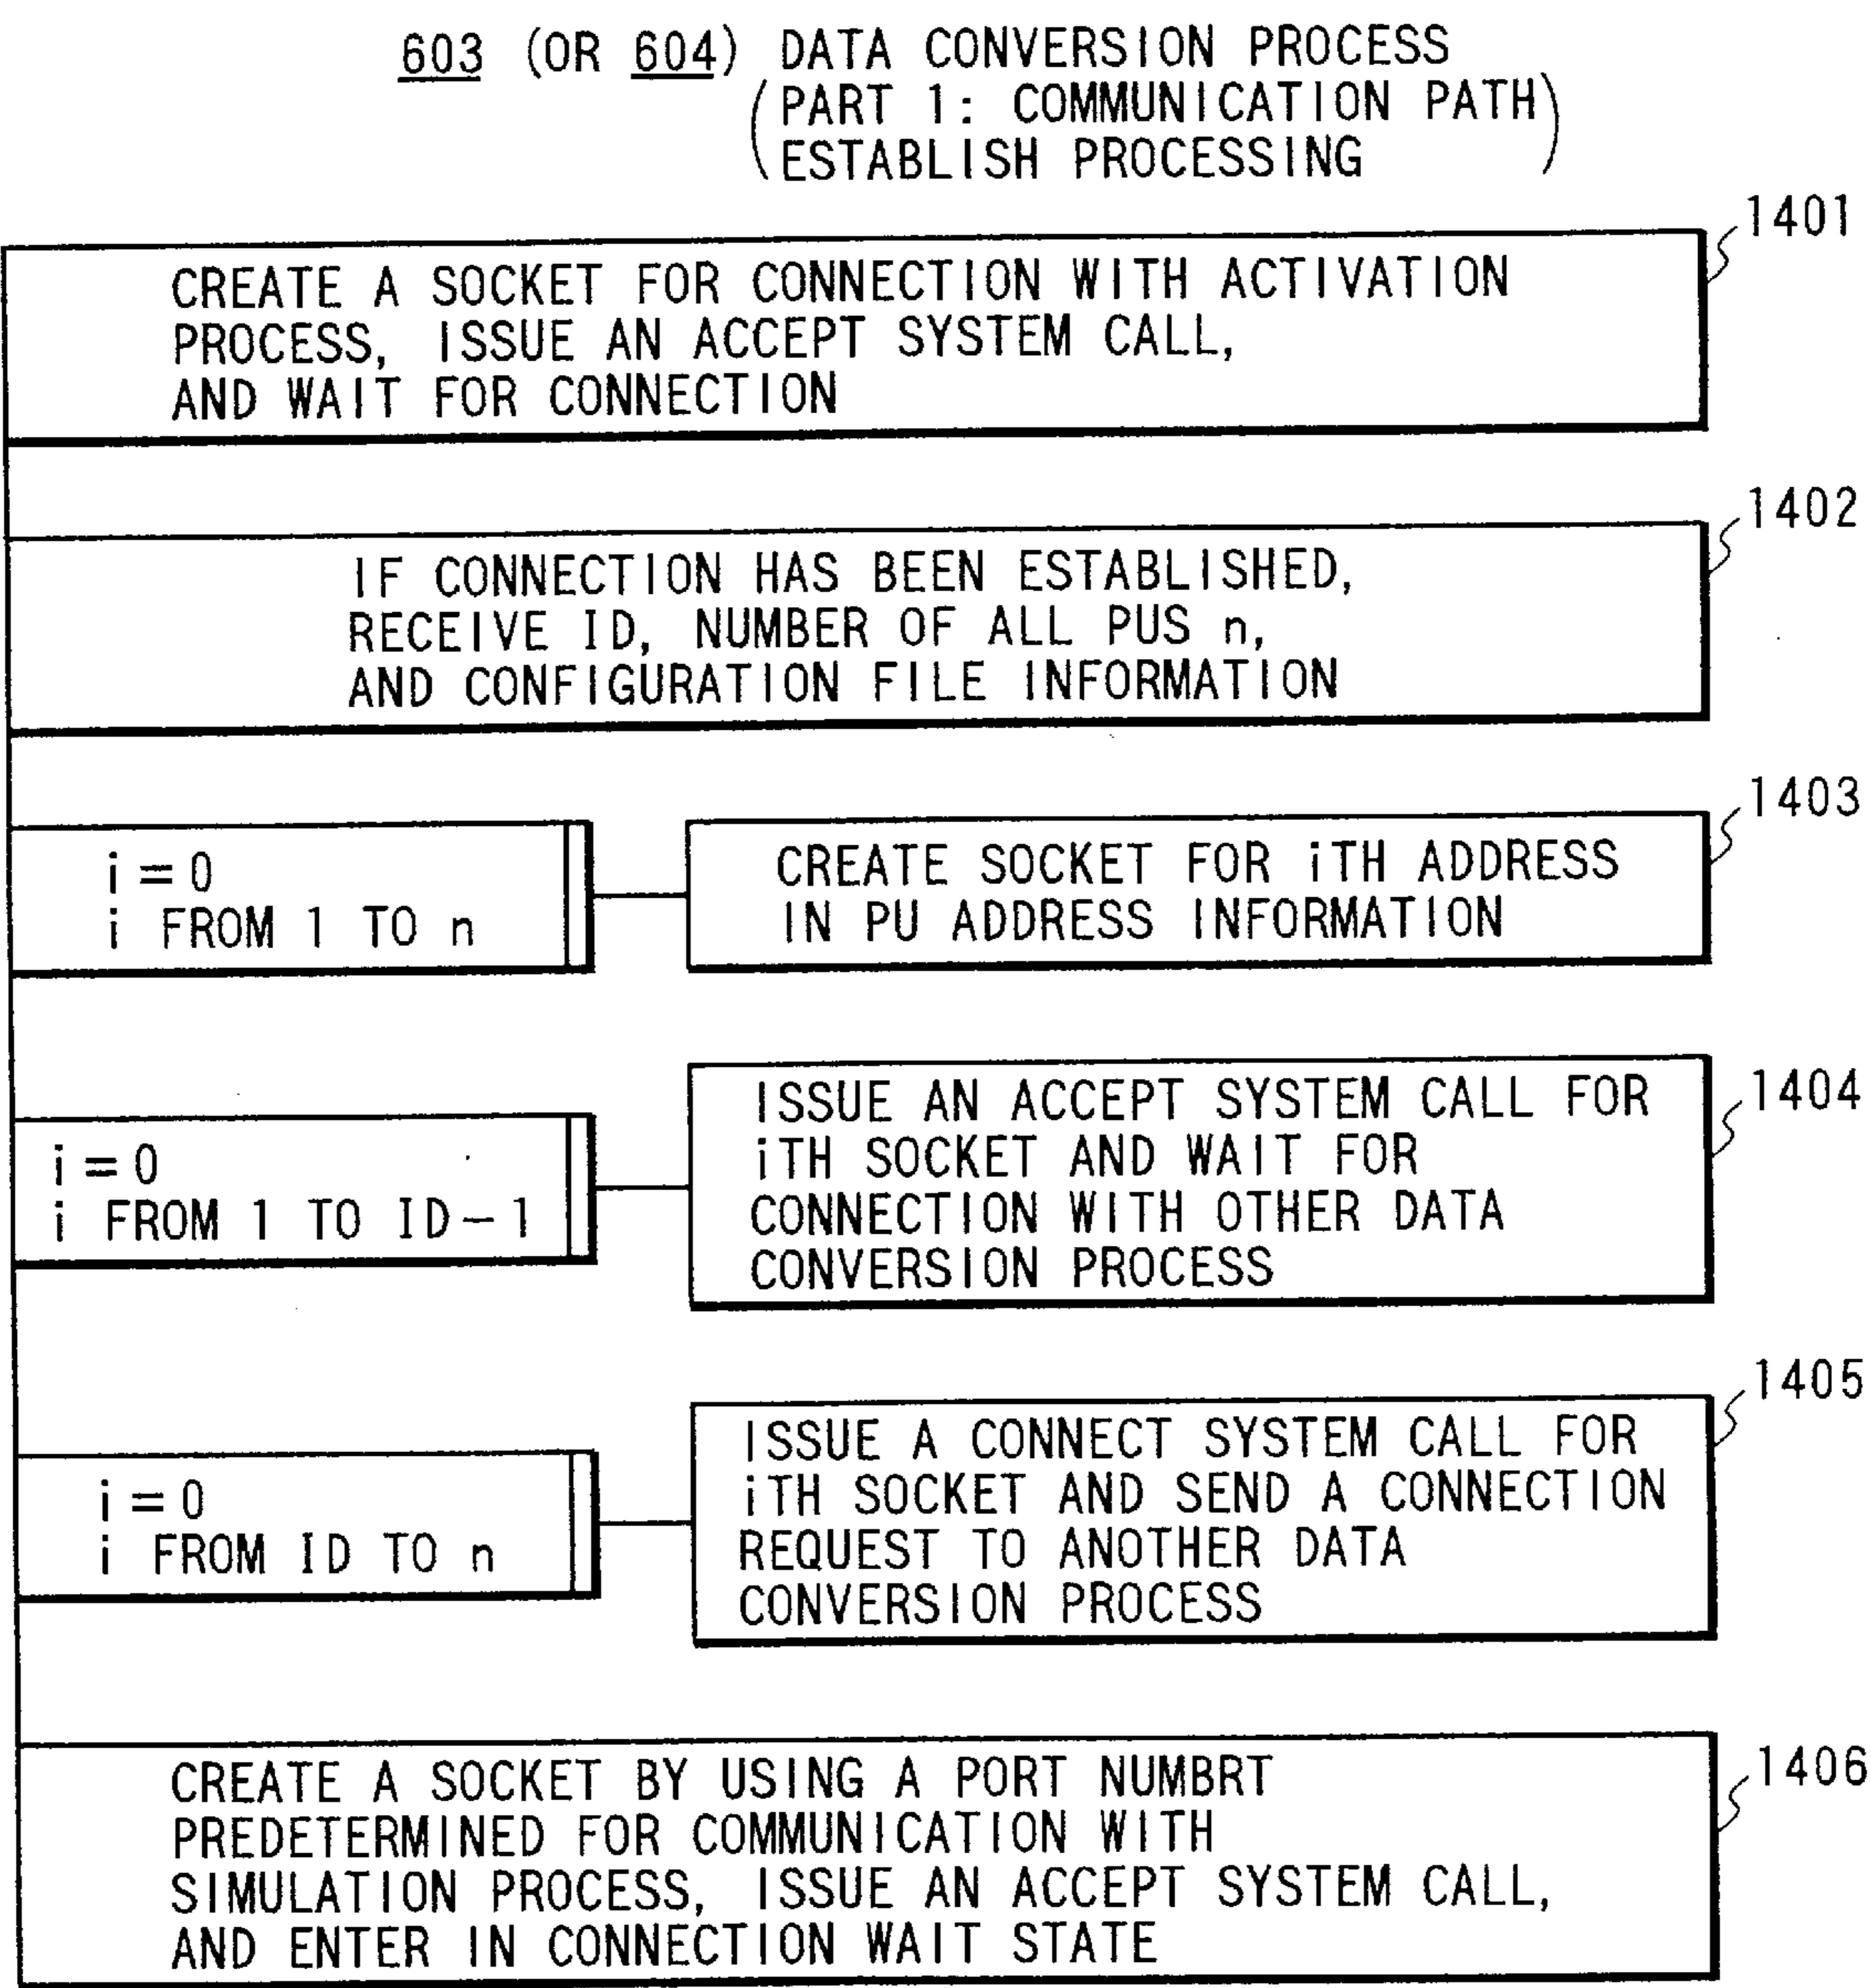 603 (OR 604) DATA CONVERSION PROCESS
(PART 1: COMMUNICATION PATH
ESTABLISH PROCESSING)
1401
CREATE A SOCKET FOR CONNECTION WITH ACTIVATION
PROCESS, ISSUE AN ACCEPT SYSTEM CALL,
AND WAIT FOR CONNECTION
1402
IF CONNECTION HAS BEEN ESTABLISHED,
RECEIVE ID, NUMBER OF ALL PUS n,
AND CONFIGURATION FILE INFORMATION
1403
i = 0
i FROM 1 TO n
CREATE SOCKET FOR iTH ADDRESS
IN PU ADDRESS INFORMATION
1404
i = 0
i FROM 1 TO ID-1
ISSUE AN ACCEPT SYSTEM CALL FOR
iTH SOCKET AND WAIT FOR
CONNECTION WITH OTHER DATA
CONVERSION PROCESS
1405
i = 0
i FROM ID TO n
ISSUE A CONNECT SYSTEM CALL FOR
iTH SOCKET AND SEND A CONNECTION
REQUEST TO ANOTHER DATA
CONVERSION PROCESS
1406
CREATE A SOCKET BY USING A PORT NUMBRT
PREDETERMINED FOR COMMUNICATION WITH
SIMULATION PROCESS, ISSUE AN ACCEPT SYSTEM CALL,
AND ENTER IN CONNECTION WAIT STATE